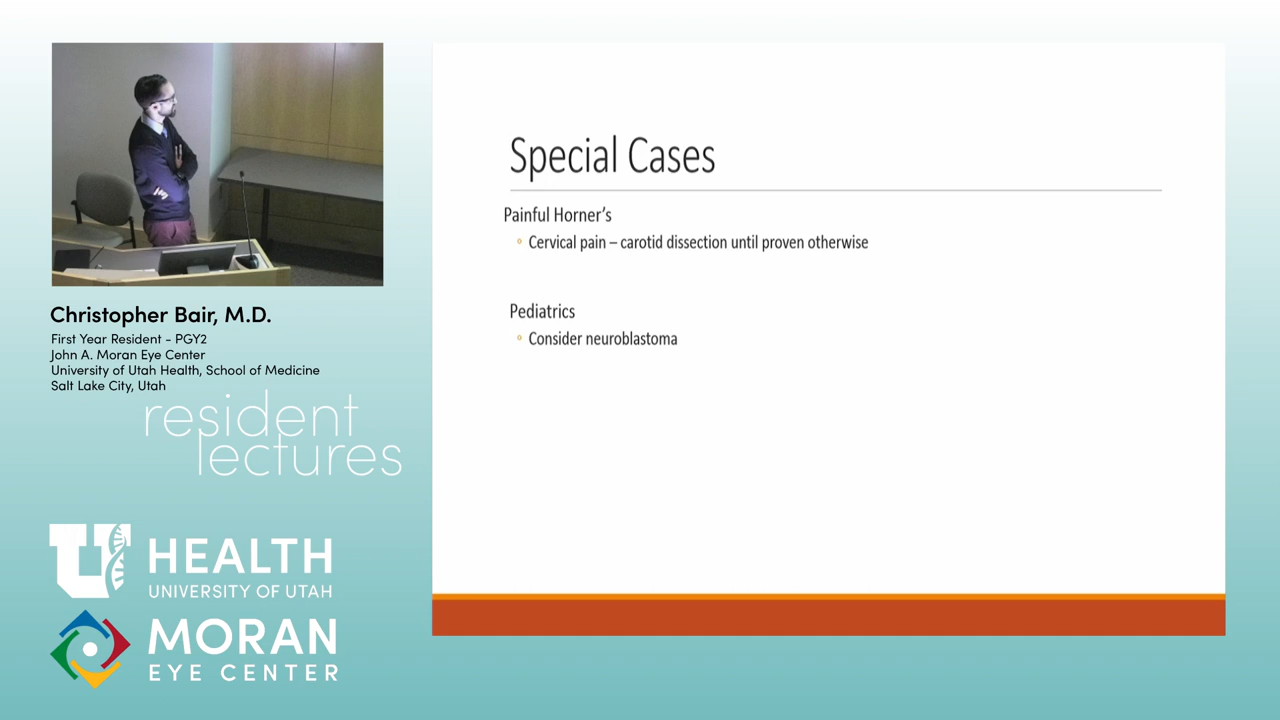 Christopher Bair, M.D.
First Year Resident - PGY2
John A. Moran Eye Center
University of Utah Health, School of Medicine
Salt Lake City, Utah
resident
lectures
U HEALTH
UNIVERSITY OF UTAH
MORAN
EYE CENTER
Special Cases
Painful Horner’s
Cervical pain – carotid dissection until proven otherwise
Pediatrics
Consider neuroblastoma